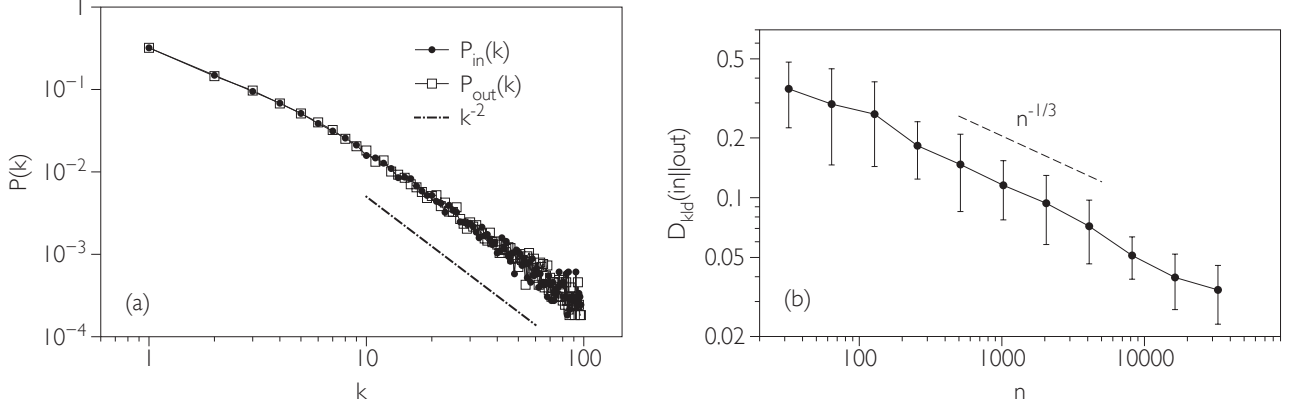 1
10⁻¹
10⁻²
10⁻³
10⁻⁴
P(k)
P_in(k)
P_out(k)
k⁻²
(a)
1 10 100
k
0.5
0.2
0.1
0.05
0.02
D_kld(in||out)
n⁻¹/³
(b)
100 1000 10000
n